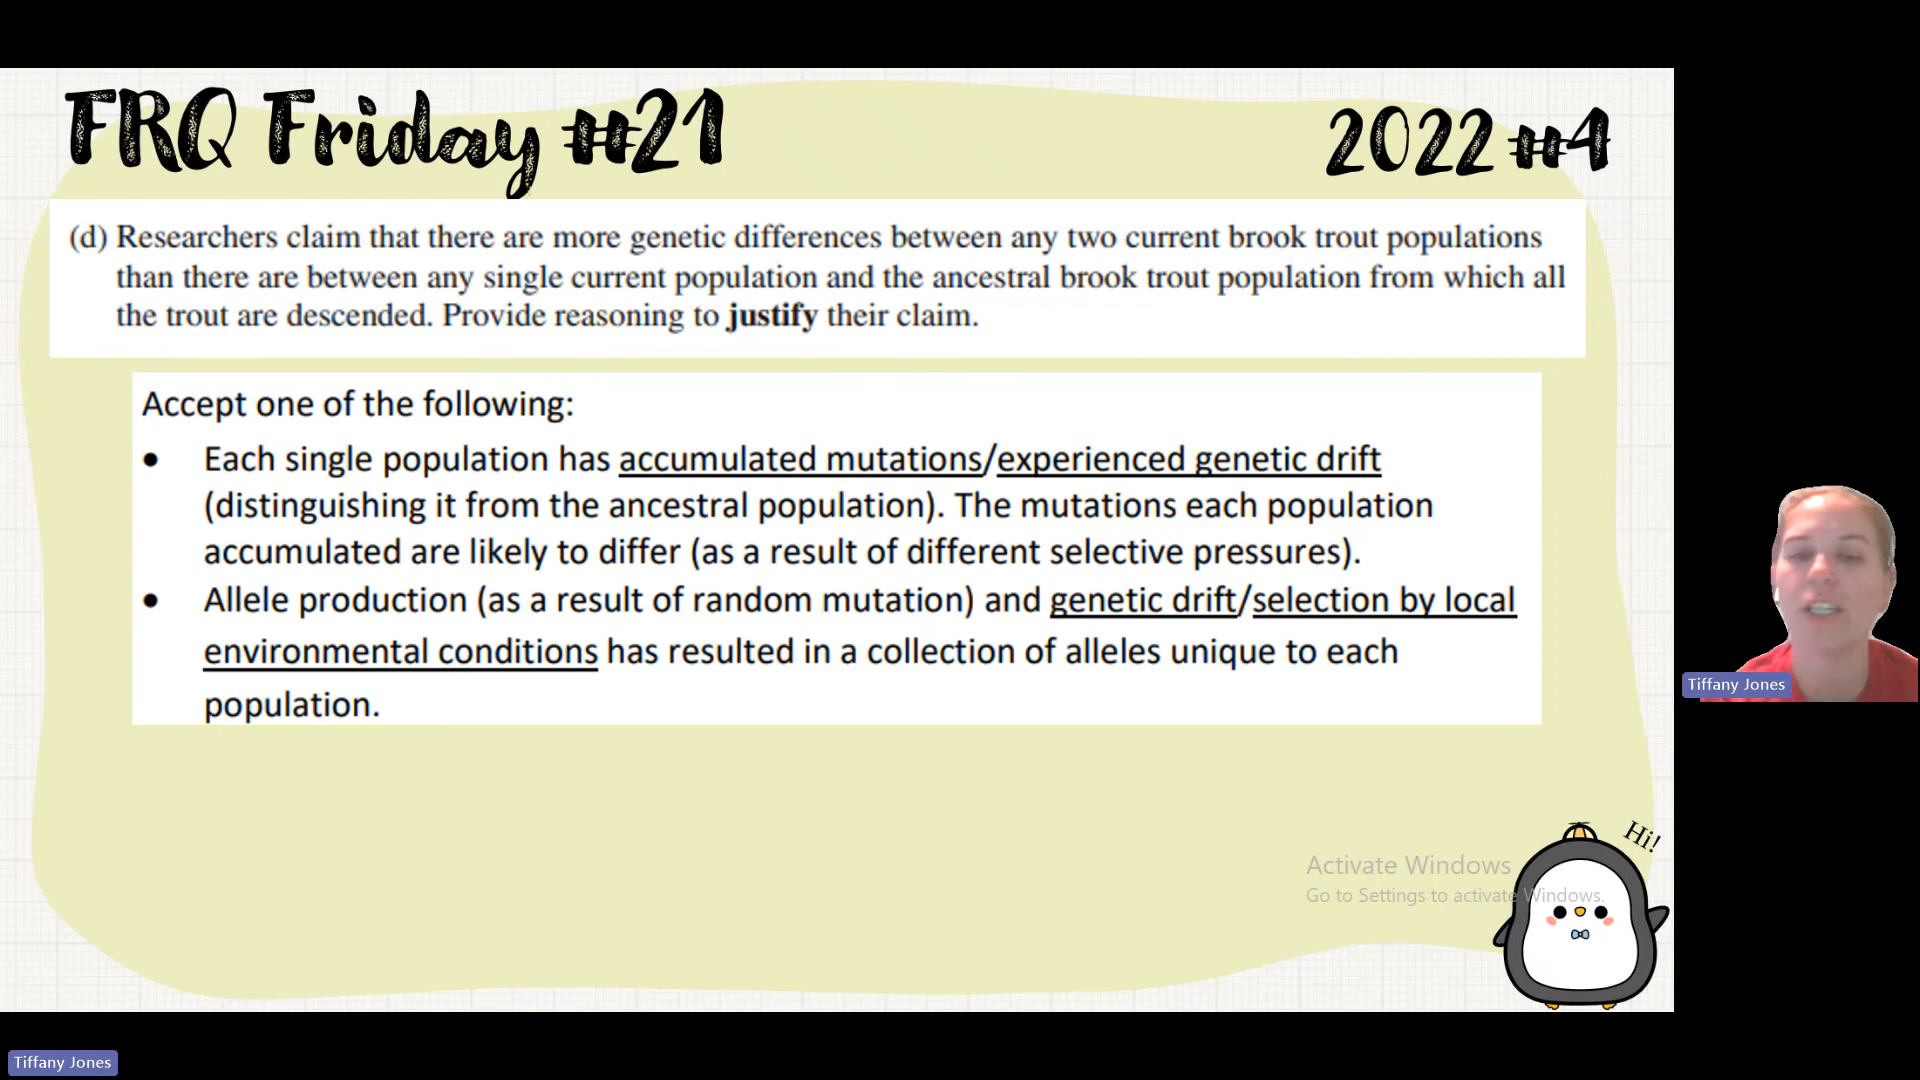 FRQ Friday #21
2022 #4
(d) Researchers claim that there are more genetic differences between any two current brook trout populations
than there are between any single current population and the ancestral brook trout population from which all
the trout are descended. Provide reasoning to justify their claim.
Accept one of the following:
• Each single population has accumulated mutations/experienced genetic drift
(distinguishing it from the ancestral population). The mutations each population
accumulated are likely to differ (as a result of different selective pressures).
• Allele production (as a result of random mutation) and genetic drift/selection by local
environmental conditions has resulted in a collection of alleles unique to each
population.
Tiffany Jones
Hi!
Activate Windows
Go to Settings to activate Windows.
Tiffany Jones